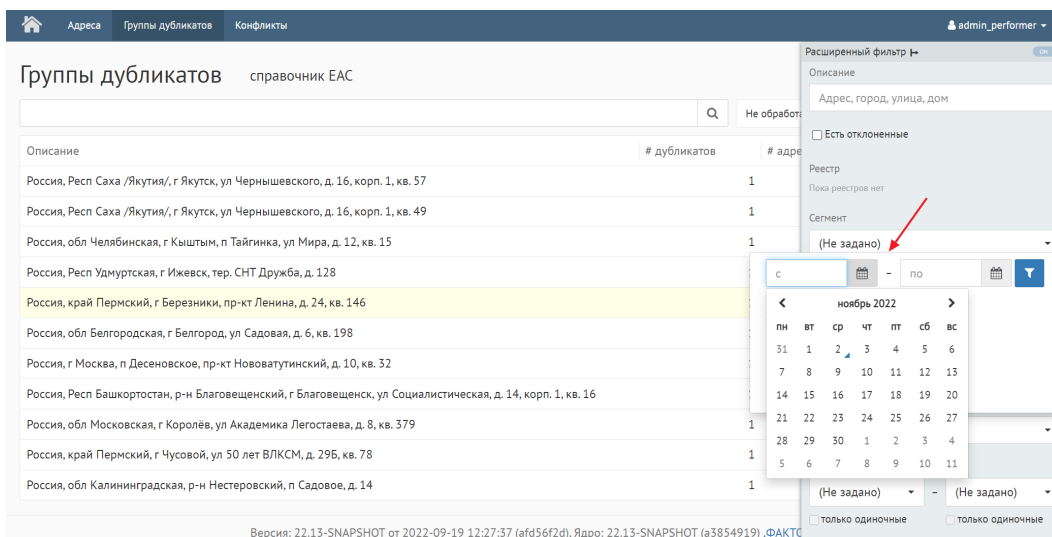 Адреса Группы дубликатов Конфликты admin_performer
Группы дубликатов справочник ЕАС
Не обработа
Описание # дубликатов # адре
Россия, Респ Саха /Якутия/, г Якутск, ул Чернышевского, д. 16, корп. 1, кв. 57 1
Россия, Респ Саха /Якутия/, г Якутск, ул Чернышевского, д. 16, корп. 1, кв. 49 1
Россия, обл Челябинская, г Кыштым, п Тайгинка, ул Мира, д. 12, кв. 15 1
Россия, Респ Удмуртская, г Ижевск, тер. СНТ Дружба, д. 128
Россия, край Пермский, г Березники, пр-кт Ленина, д. 24, кв. 146
Россия, обл Белгородская, г Белгород, ул Садовая, д. 6, кв. 198
Россия, г Москва, п Десеновское, пр-кт Нововатутинский, д. 10, кв. 32
Россия, Респ Башкортостан, р-н Благовещенский, г Благовещенск, ул Социалистическая, д. 14, корп. 1, кв. 16
Россия, обл Московская, г Королёв, ул Академика Легостаева, д. 8, кв. 379 1
Россия, край Пермский, г Чусовой, ул 50 лет ВЛКСМ, д. 29Б, кв. 78 1
Россия, обл Калининградская, р-н Нестеровский, п Садовое, д. 14 1
Версия: 22.13-SNAPSHOT от 2022-09-19 12:27:37 (afd56f2d). Ядро: 22.13-SNAPSHOT (a3854919) .ФАКТО
Расширенный фильтр ON
Описание
Адрес, город, улица, дом
Есть отклоненные
Реестр
Пока реестров нет
Сегмент
(Не задано)
с – по
ноябрь 2022
пн вт ср чт пт сб вс
31 1 2 3 4 5 6
7 8 9 10 11 12 13
14 15 16 17 18 19 20
21 22 23 24 25 26 27
28 29 30 1 2 3 4
5 6 7 8 9 10 11
(Не задано) – (Не задано)
только одиночные только одиночные